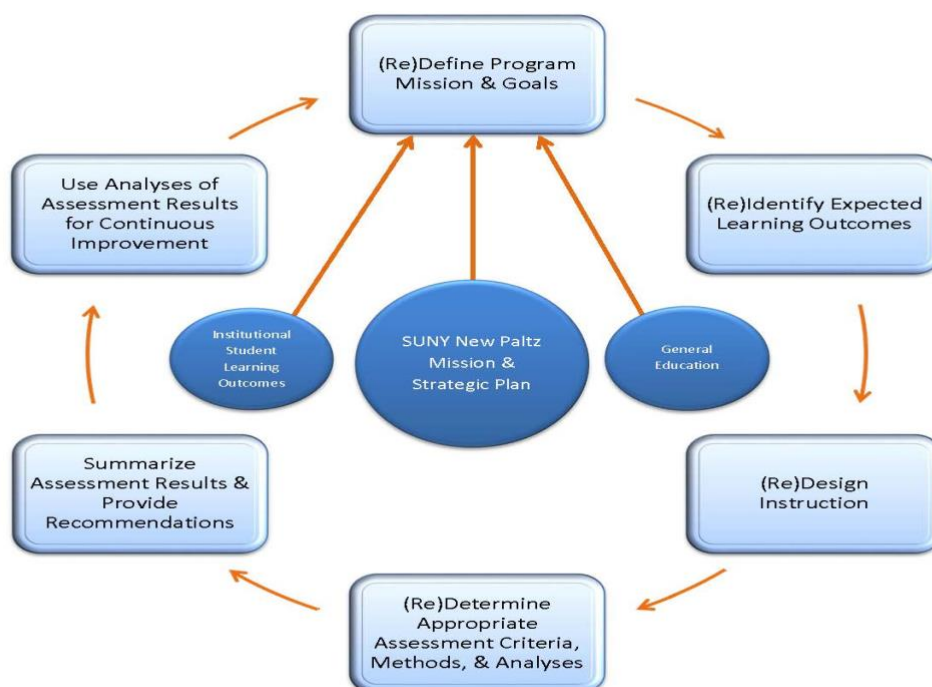 (Re)Define Program
Mission & Goals
Use Analyses of
Assessment Results
for Continuous
Improvement
(Re)Identify Expected
Learning Outcomes
Institutional
Student
Learning
Outcomes
SUNY New Paltz
Mission &
Strategic Plan
General
Education
Summarize
Assessment Results &
Provide
Recommendations
(Re)Design
Instruction
(Re)Determine
Appropriate
Assessment Criteria,
Methods, & Analyses